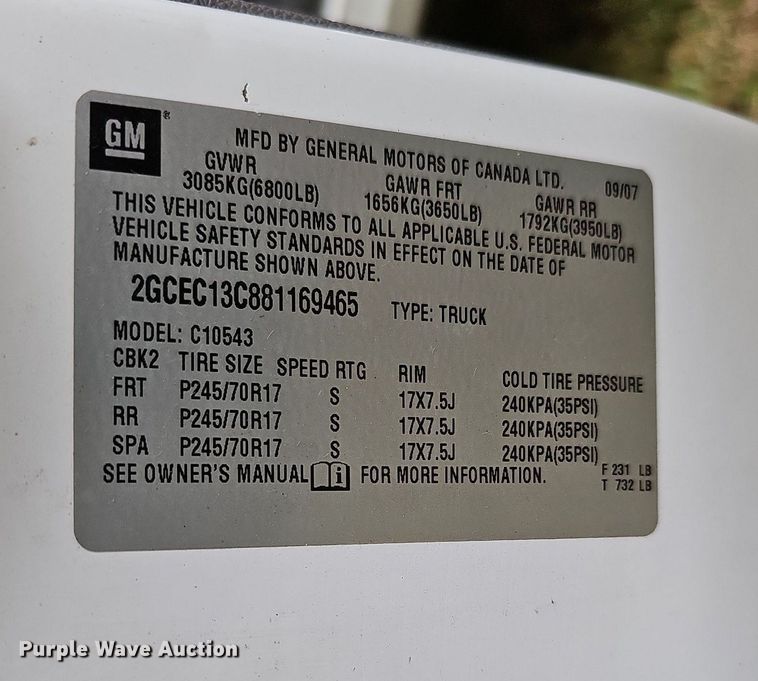 GM ®
MFD BY GENERAL MOTORS OF CANADA LTD. 09/07
GVWR GAWR FRT GAWR RR
3085KG(6800LB) 1656KG(3650LB) 1792KG(3950LB)
THIS VEHICLE CONFORMS TO ALL APPLICABLE U.S. FEDERAL MOTOR
VEHICLE SAFETY STANDARDS IN EFFECT ON THE DATE OF
MANUFACTURE SHOWN ABOVE.
2GCEC13C881169465 TYPE: TRUCK
MODEL: C10543
CBK2 TIRE SIZE SPEED RTG RIM COLD TIRE PRESSURE
FRT P245/70R17 S 17X7.5J 240KPA(35PSI)
RR P245/70R17 S 17X7.5J 240KPA(35PSI)
SPA P245/70R17 S 17X7.5J 240KPA(35PSI)
SEE OWNER'S MANUAL i FOR MORE INFORMATION.
F 231 LB
T 732 LB
Purple Wave Auction